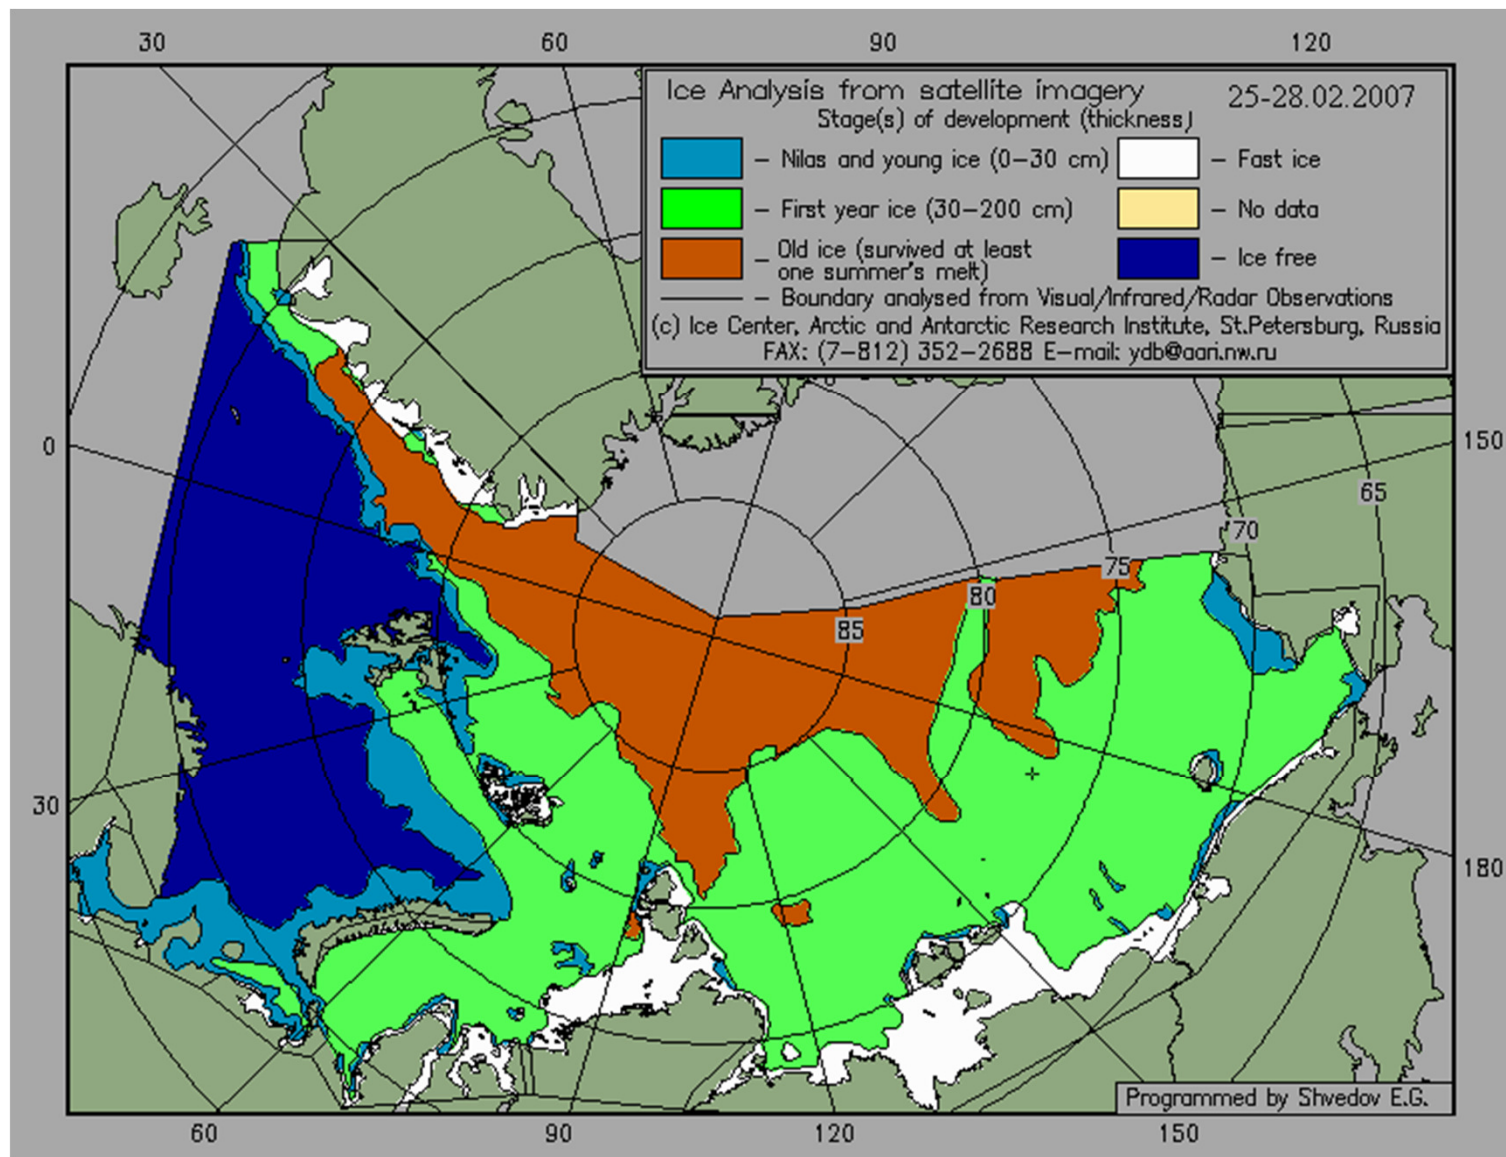 30 60 90 120
Ice Analysis from satellite imagery 25-28.02.2007
Stage(s) of development (thickness)
– Nilas and young ice (0–30 cm) – Fast ice
– First year ice (30–200 cm) – No data
– Old ice (survived at least
one summer's melt) – Ice free
– Boundary analysed from Visual/Infrared/Radar Observations
(c) Ice Center, Arctic and Antarctic Research Institute, St.Petersburg, Russia
FAX: (7–812) 352–2688 E–mail: ydb@aari.nw.ru
0 150
65
70
75
80
85
30
180
Programmed by Shvedov E.G.
60 90 120 150